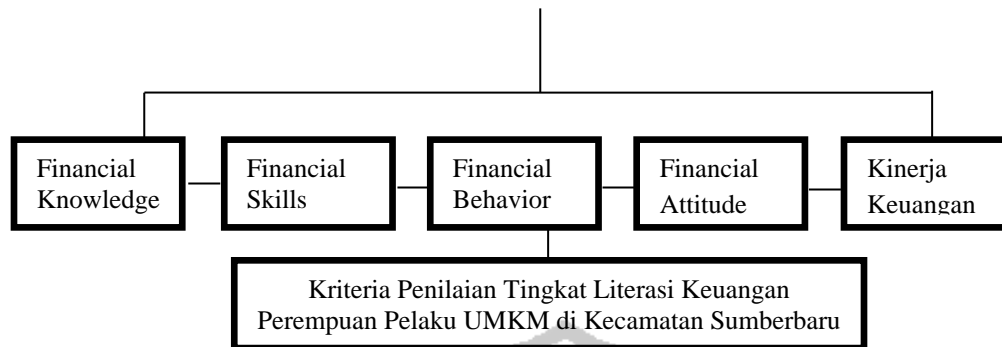 Financial
Knowledge
Financial
Skills
Financial
Behavior
Financial
Attitude
Kinerja
Keuangan
Kriteria Penilaian Tingkat Literasi Keuangan
Perempuan Pelaku UMKM di Kecamatan Sumberbaru